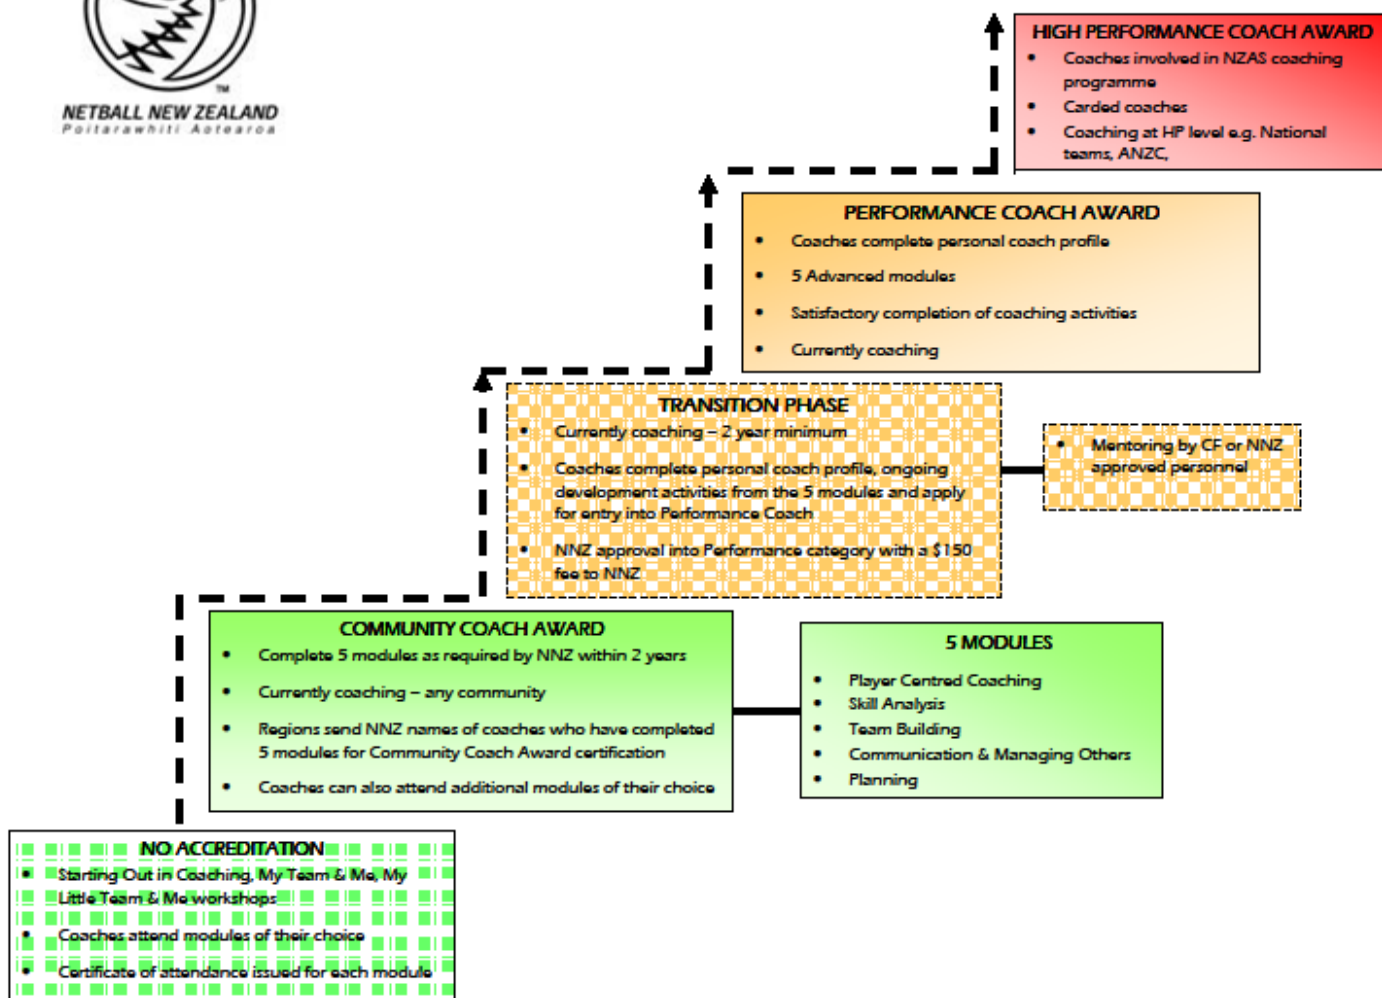 TM
NETBALL NEW ZEALAND
Poitarawhiti Aotearoa
HIGH PERFORMANCE COACH AWARD
• Coaches involved in NZAS coaching
programme
• Carded coaches
• Coaching at HP level e.g. National
teams, ANZC,
PERFORMANCE COACH AWARD
• Coaches complete personal coach profile
• 5 Advanced modules
• Satisfactory completion of coaching activities
• Currently coaching
TRANSITION PHASE
• Currently coaching – 2 year minimum
• Coaches complete personal coach profile, ongoing
development activities from the 5 modules and apply
for entry into Performance Coach
• NNZ approval into Performance category with a $150
fee to NNZ
• Mentoring by CF or NNZ
approved personnel
COMMUNITY COACH AWARD
• Complete 5 modules as required by NNZ within 2 years
• Currently coaching – any community
• Regions send NNZ names of coaches who have completed
5 modules for Community Coach Award certification
• Coaches can also attend additional modules of their choice
5 MODULES
• Player Centred Coaching
• Skill Analysis
• Team Building
• Communication & Managing Others
• Planning
NO ACCREDITATION
• Starting Out in Coaching, My Team & Me, My
Little Team & Me workshops
• Coaches attend modules of their choice
• Certificate of attendance issued for each module